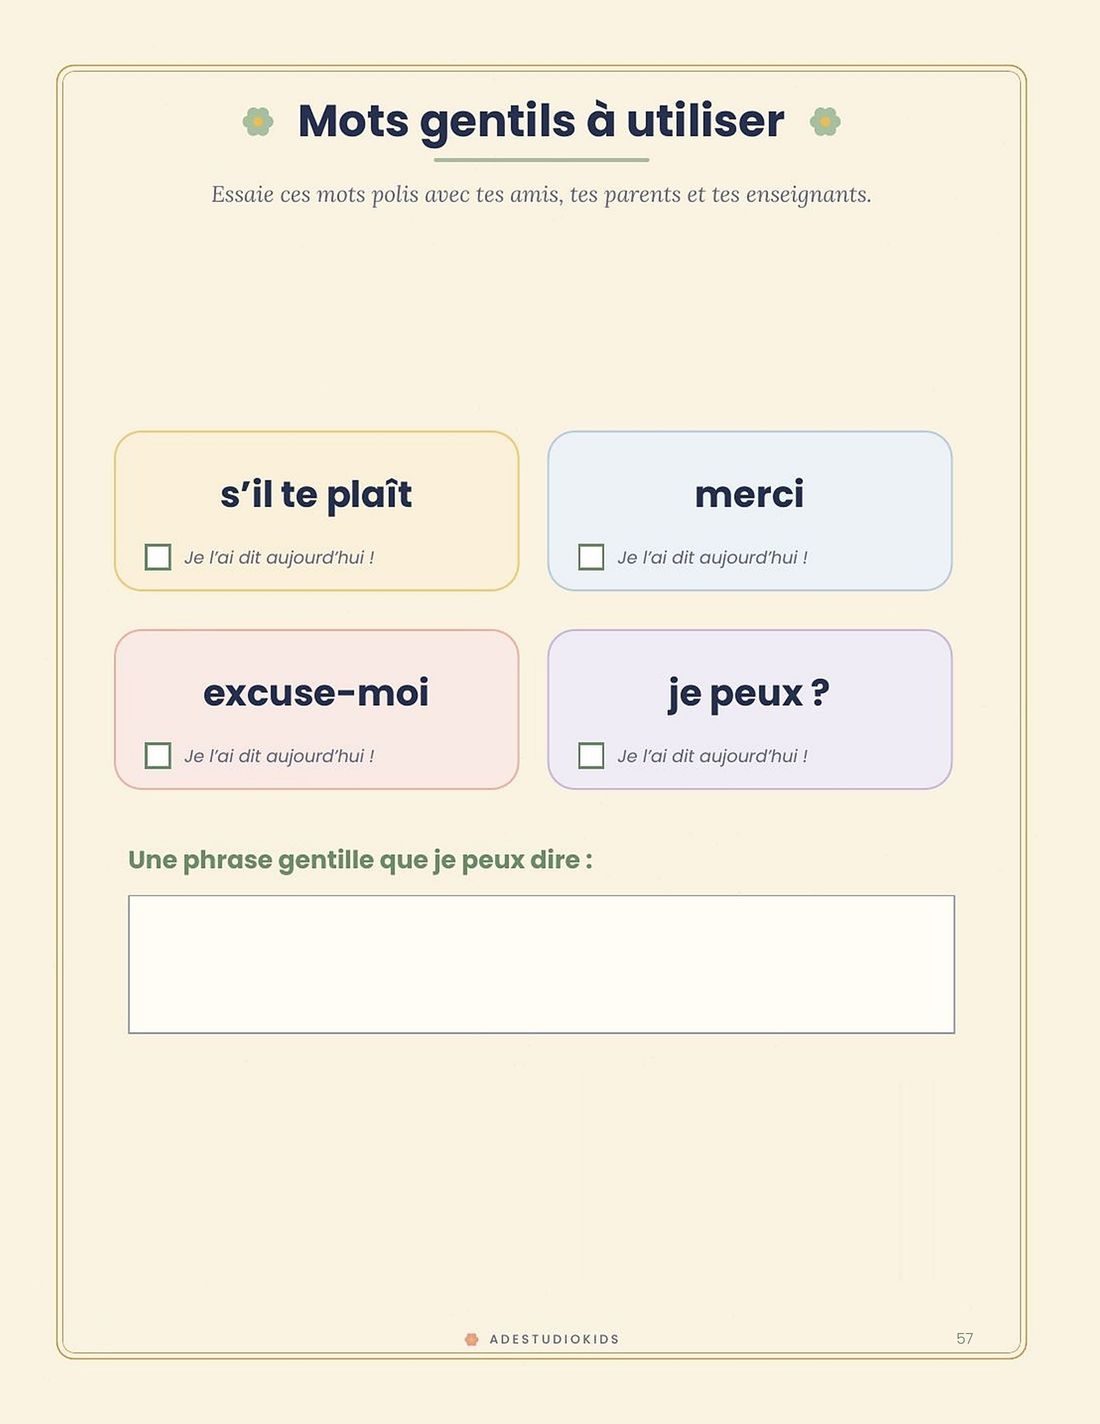 Mots gentils à utiliser
Essaie ces mots polis avec tes amis, tes parents et tes enseignants.
s’il te plaît
Je l’ai dit aujourd’hui !
merci
Je l’ai dit aujourd’hui !
excuse-moi
Je l’ai dit aujourd’hui !
je peux ?
Je l’ai dit aujourd’hui !
Une phrase gentille que je peux dire :
ADESTUDIOKIDS
57